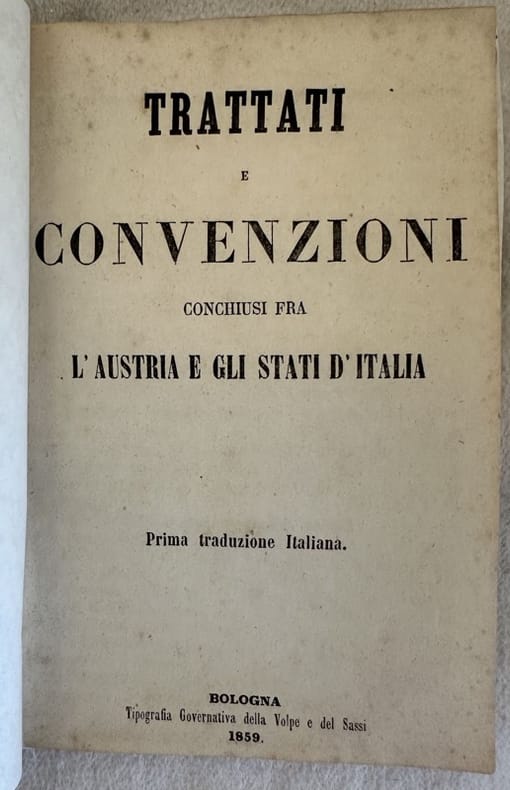 TRATTATI
E
CONVENZIONI
CONCHIUSI FRA
L' AUSTRIA E GLI STATI D' ITALIA
Prima traduzione Italiana.
BOLOGNA
Tipografia Governativa della Volpe e del Sassi
1859.